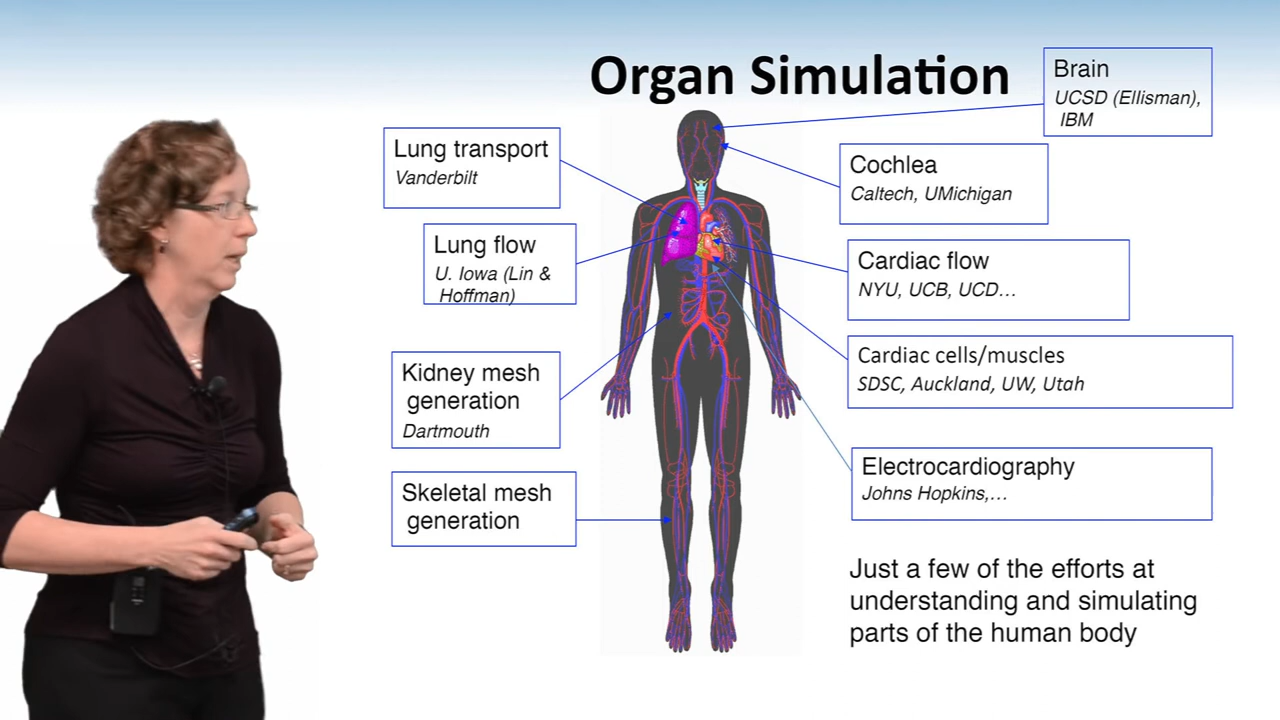 Organ Simulation
Brain
UCSD (Ellisman),
IBM
Lung transport
Vanderbilt
Cochlea
Caltech, UMichigan
Lung flow
U. Iowa (Lin &
Hoffman)
Cardiac flow
NYU, UCB, UCD…
Kidney mesh
generation
Dartmouth
Cardiac cells/muscles
SDSC, Auckland, UW, Utah
Skeletal mesh
generation
Electrocardiography
Johns Hopkins,…
Just a few of the efforts at
understanding and simulating
parts of the human body